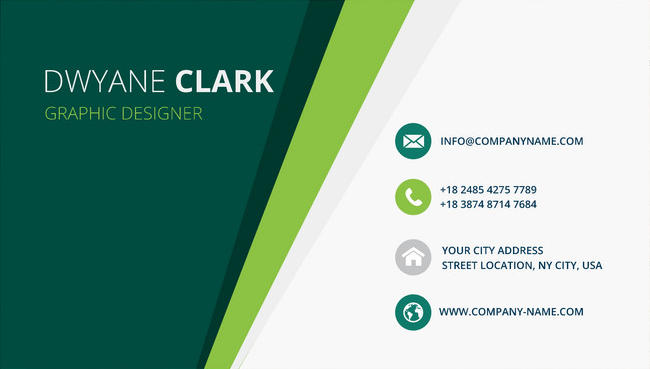 DWYANE CLARK
GRAPHIC DESIGNER
INFO@COMPANYNAME.COM
+18 2485 4275 7789
+18 3874 8714 7684
YOUR CITY ADDRESS
STREET LOCATION, NY CITY, USA
WWW.COMPANY-NAME.COM